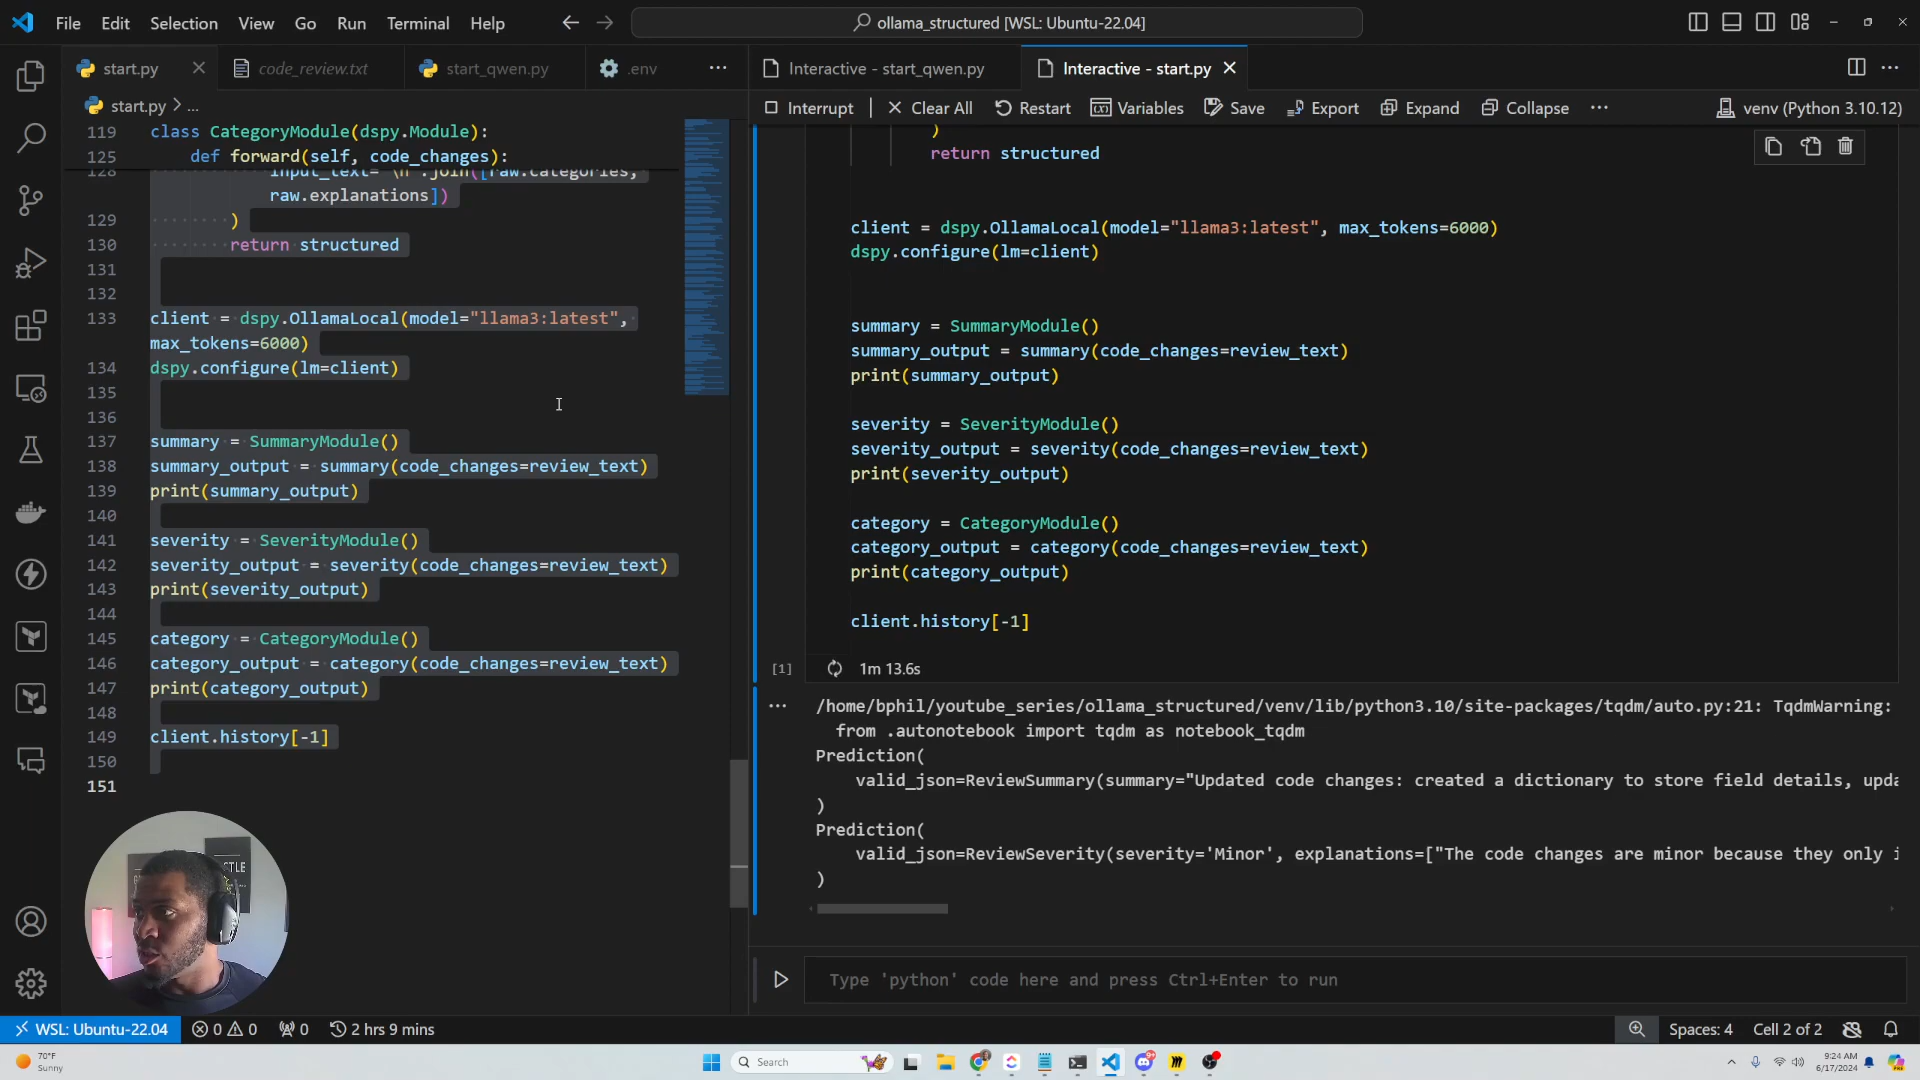 File Edit Selection View Go Run Terminal Help
ollama_structured [WSL: Ubuntu-22.04]
start.py code_review.txt start_qwen.py .env ...
start.py > ...
119 class CategoryModule(dspy.Module):
125 def forward(self, code_changes):
128 input_text="\n".join([raw.categories,
raw.explanations])
129 )
130 return structured
131
132
133 client = dspy.OllamaLocal(model="llama3:latest",
max_tokens=6000)
134 dspy.configure(lm=client)
135
136
137 summary = SummaryModule()
138 summary_output = summary(code_changes=review_text)
139 print(summary_output)
140
141 severity = SeverityModule()
142 severity_output = severity(code_changes=review_text)
143 print(severity_output)
144
145 category = CategoryModule()
146 category_output = category(code_changes=review_text)
147 print(category_output)
148
149 client.history[-1]
150
151
Interactive - start_qwen.py Interactive - start.py
Interrupt | Clear All Restart Variables Save Export Expand Collapse ... venv (Python 3.10.12)
)
return structured
client = dspy.OllamaLocal(model="llama3:latest", max_tokens=6000)
dspy.configure(lm=client)
summary = SummaryModule()
summary_output = summary(code_changes=review_text)
print(summary_output)
severity = SeverityModule()
severity_output = severity(code_changes=review_text)
print(severity_output)
category = CategoryModule()
category_output = category(code_changes=review_text)
print(category_output)
client.history[-1]
[1] 1m 13.6s
... /home/bphil/youtube_series/ollama_structured/venv/lib/python3.10/site-packages/tqdm/auto.py:21: TqdmWarning:
from .autonotebook import tqdm as notebook_tqdm
Prediction(
valid_json=ReviewSummary(summary="Updated code changes: created a dictionary to store field details, upda
)
Prediction(
valid_json=ReviewSeverity(severity='Minor', explanations=["The code changes are minor because they only i
)
Type 'python' code here and press Ctrl+Enter to run
WSL: Ubuntu-22.04 0 0 0 2 hrs 9 mins Spaces: 4 Cell 2 of 2
70°F
Sunny
Search
9:24 AM
6/17/2024